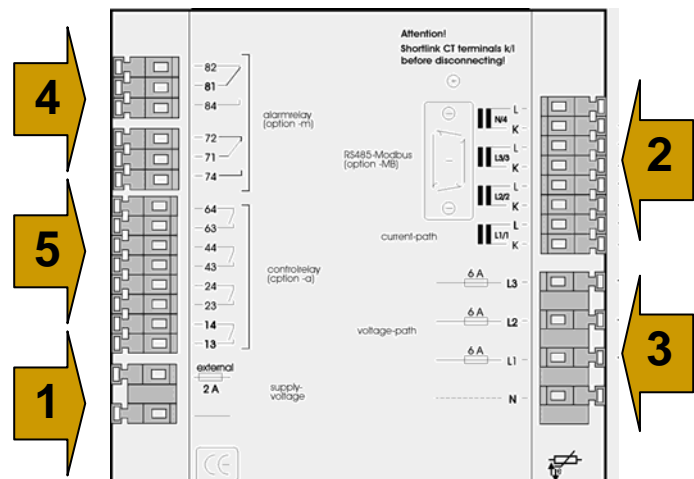 Attention!
Shortlink CT terminals k/l
before disconnecting!
4
82
81
84
alarmrelay
(option -m)
72
71
74
RS485-Modbus
(option -MB)
L
N/4
K
L
L3/3
K
L
L2/2
K
L
L1/1
K
current-path
2
5
64
63
44
43
24
23
14
13
controlrelay
(option -a)
6 A
L3
6 A
L2
6 A
L1
N
voltage-path
3
1
external
2 A
supply-
voltage
CE